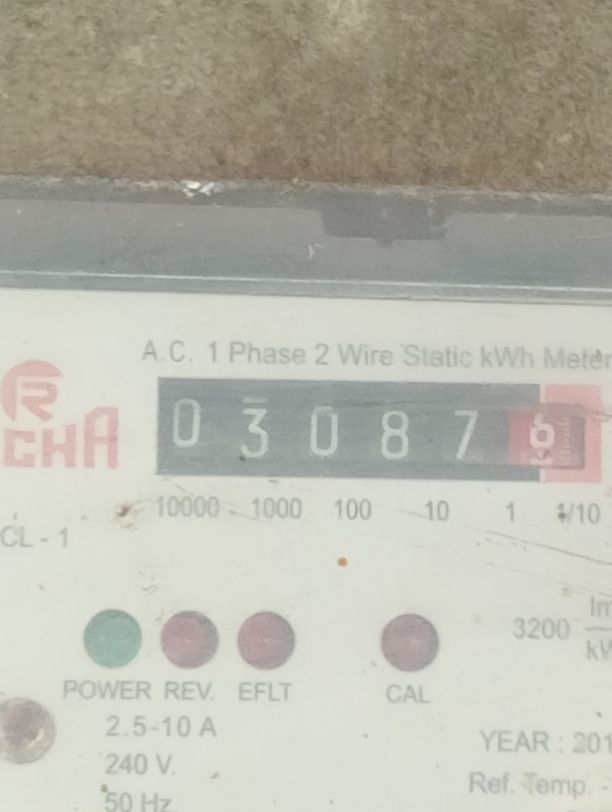 A.C. 1 Phase 2 Wire Static kWh Meter
R
CHA
0 3 0 8 7 6
10000 1000 100 10 1 1/10
CL - 1
3200
POWER REV. EFLT CAL
2.5-10 A
240 V.
50 Hz.
YEAR : 201
Ref. Temp. -